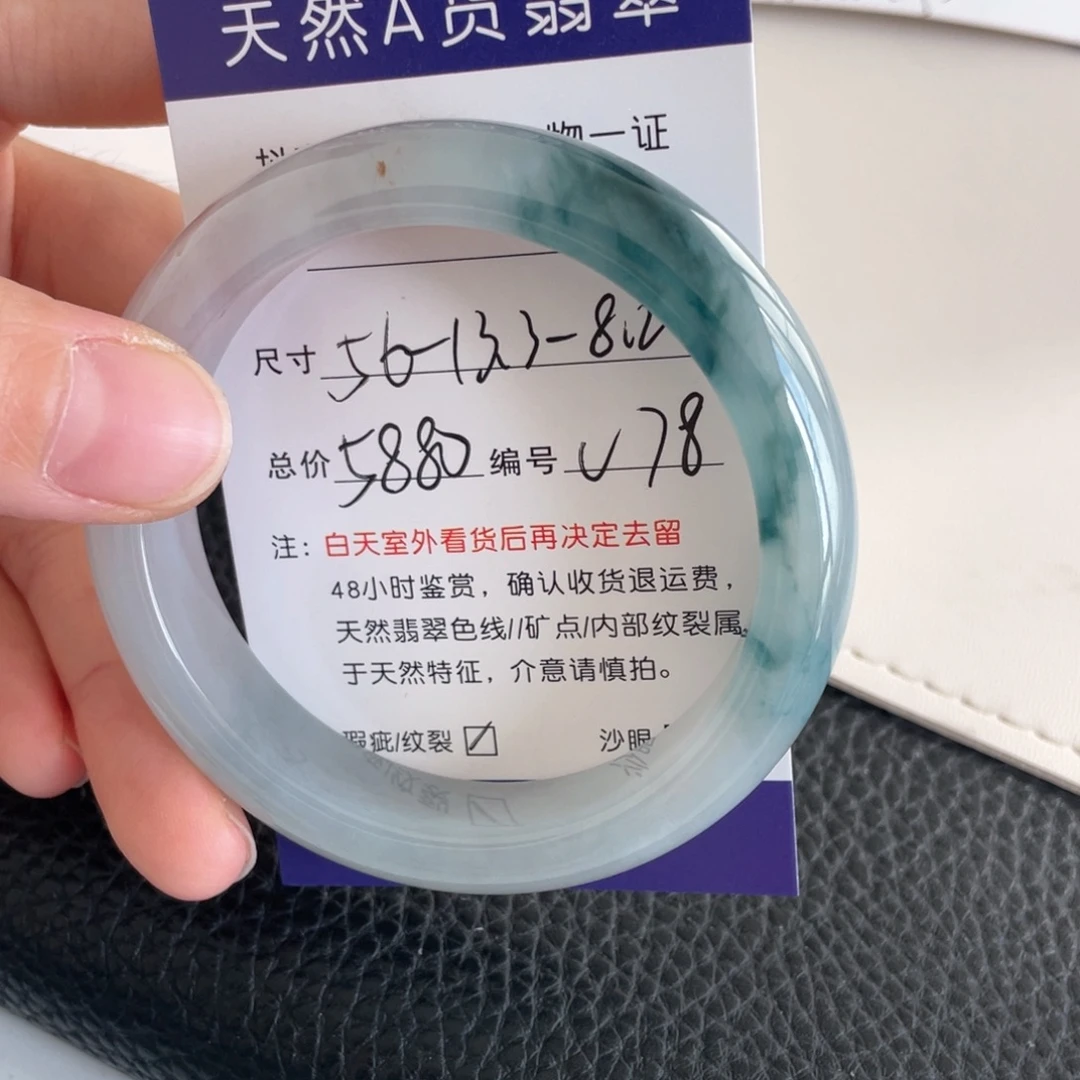 天然A货翡翠
物一证
尺寸 56-13.3-8.2
总价 5880 编号 U78
注：白天室外看货后再决定去留
48小时鉴赏，确认收货退运费，
天然翡翠色线//矿点/内部纹裂属
于天然特征，介意请慎拍。
瑕疵/纹裂 沙眼